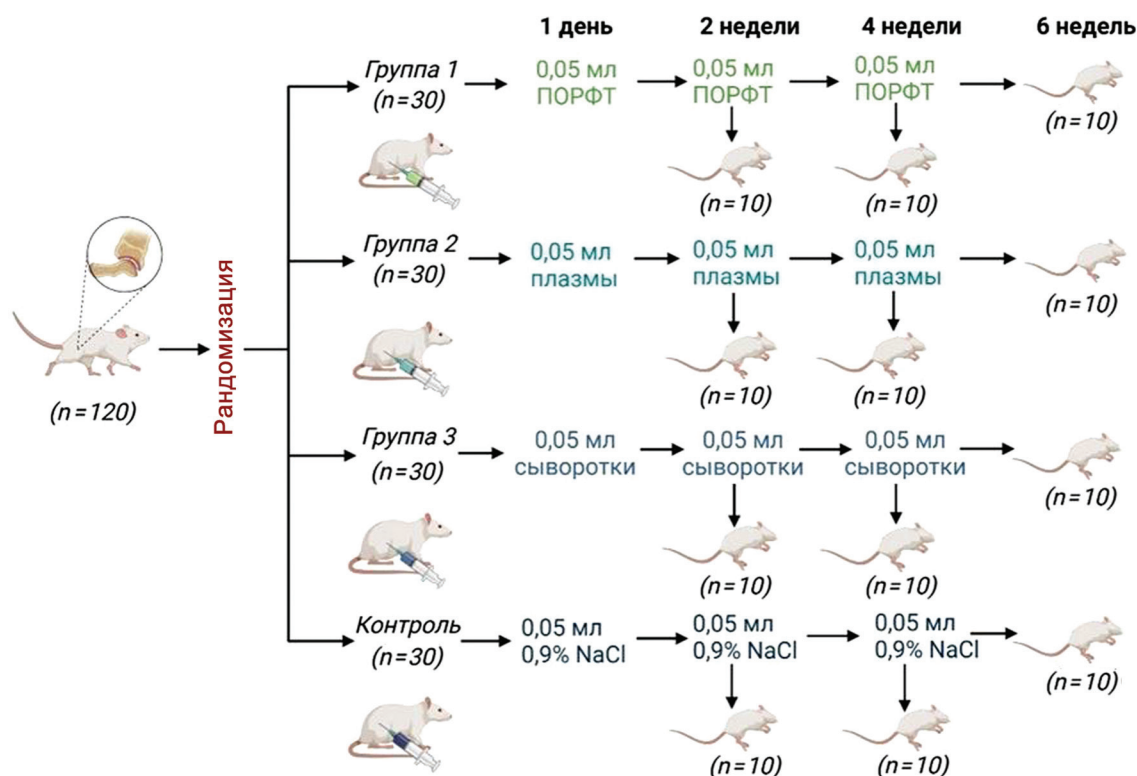 1 день
2 недели
4 недели
6 недель
Группа 1
(n=30)
0,05 мл
ПОРФТ
0,05 мл
ПОРФТ
0,05 мл
ПОРФТ
(n=10)
(n=10)
(n=10)
(n=120)
Рандомизация
Группа 2
(n=30)
0,05 мл
плазмы
0,05 мл
плазмы
0,05 мл
плазмы
(n=10)
(n=10)
(n=10)
Группа 3
(n=30)
0,05 мл
сыворотки
0,05 мл
сыворотки
0,05 мл
сыворотки
(n=10)
(n=10)
(n=10)
Контроль
(n=30)
0,05 мл
0,9% NaCl
0,05 мл
0,9% NaCl
0,05 мл
0,9% NaCl
(n=10)
(n=10)
(n=10)